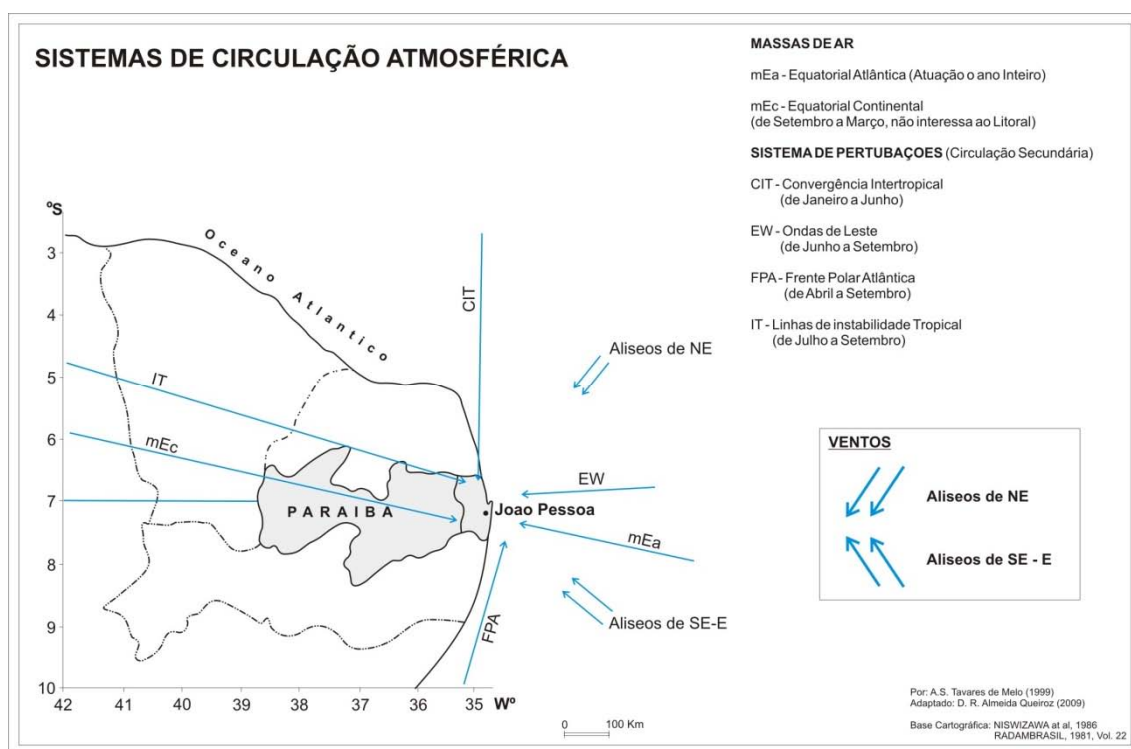 SISTEMAS DE CIRCULAÇÃO ATMOSFÉRICA
MASSAS DE AR
mEa - Equatorial Atlântica (Atuação o ano Inteiro)
mEc - Equatorial Continental
(de Setembro a Março, não interessa ao Litoral)
SISTEMA DE PERTUBAÇOES (Circulação Secundária)
CIT - Convergência Intertropical
(de Janeiro a Junho)
EW - Ondas de Leste
(de Junho a Setembro)
FPA - Frente Polar Atlântica
(de Abril a Setembro)
IT - Linhas de instabilidade Tropical
(de Julho a Setembro)
ºS
3
4
5
6
7
8
9
10
42
41
40
39
38
37
36
35
Wº
Oceano Atlantico
CIT
Aliseos de NE
IT
mEc
EW
PARAIBA
Joao Pessoa
mEa
FPA
Aliseos de SE-E
0 100 Km
VENTOS
Aliseos de NE
Aliseos de SE - E
Por: A.S. Tavares de Melo (1999)
Adaptado: D. R. Almeida Queiroz (2009)
Base Cartográfica: NISWIZAWA at al, 1986
RADAMBRASIL, 1981, Vol. 22